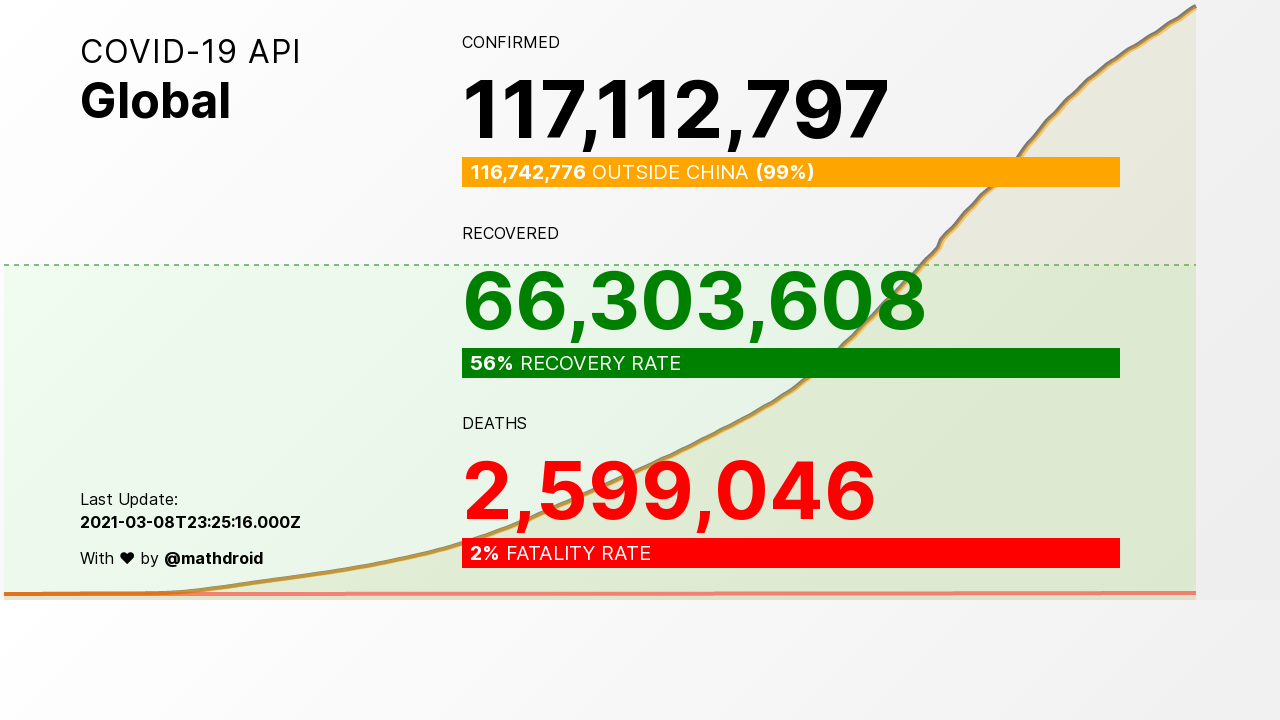 COVID-19 API
Global
CONFIRMED
117,112,797
116,742,776 OUTSIDE CHINA (99%)
RECOVERED
66,303,608
56% RECOVERY RATE
DEATHS
2,599,046
2% FATALITY RATE
Last Update:
2021-03-08T23:25:16.000Z
With ♥ by @mathdroid